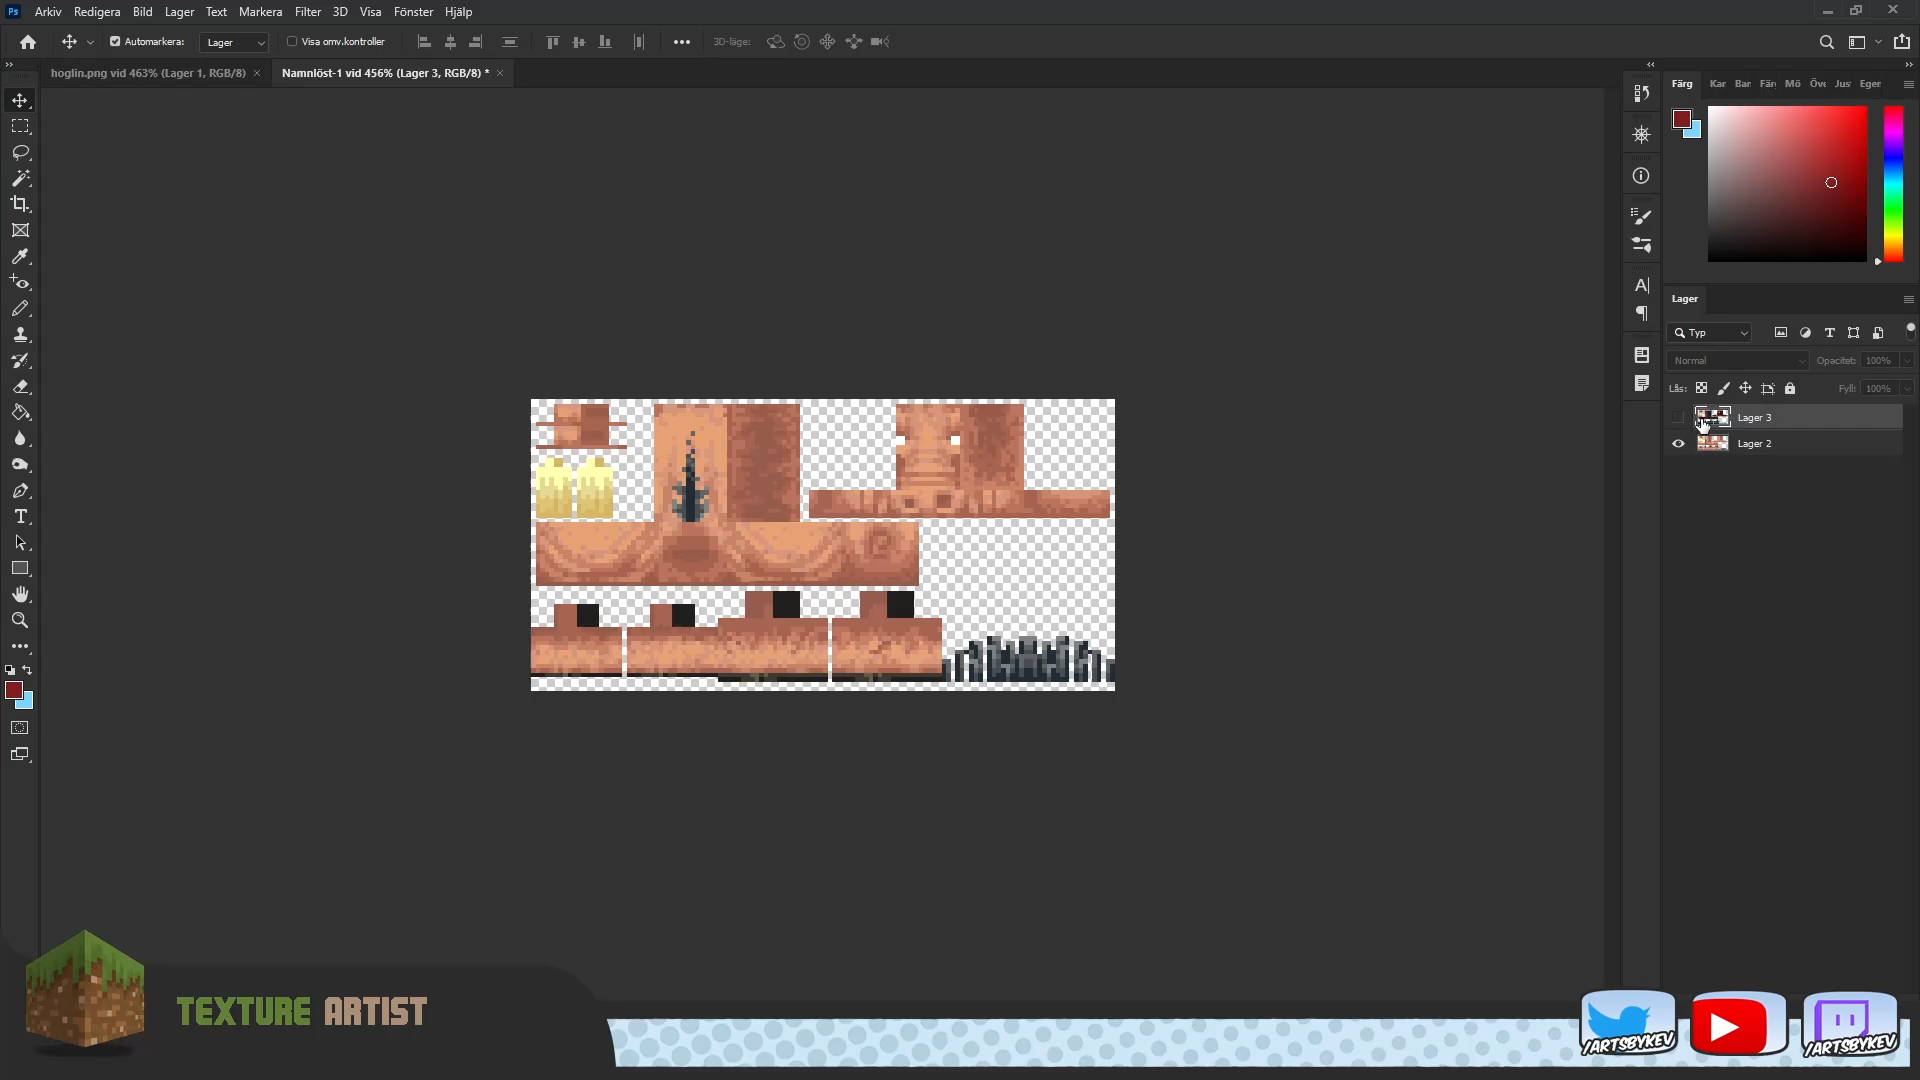 Ps Arkiv Redigera Bild Lager Text Markera Filter 3D Visa Fönster Hjälp
Automarkera: Lager Visa omv.kontroller 3D-läge:
hoglin.png vid 463% (Lager 1, RGB/8) Namnlöst-1 vid 456% (Lager 3, RGB/8) *
Färg Kar Bar Fär Mö Öve Jus Eger
Lager
Typ
Normal Opacitet: 100%
Lås: Fyll: 100%
Lager 3
Lager 2
TEXTURE ARTIST
/ARTSBYKEV
/ARTSBYKEV